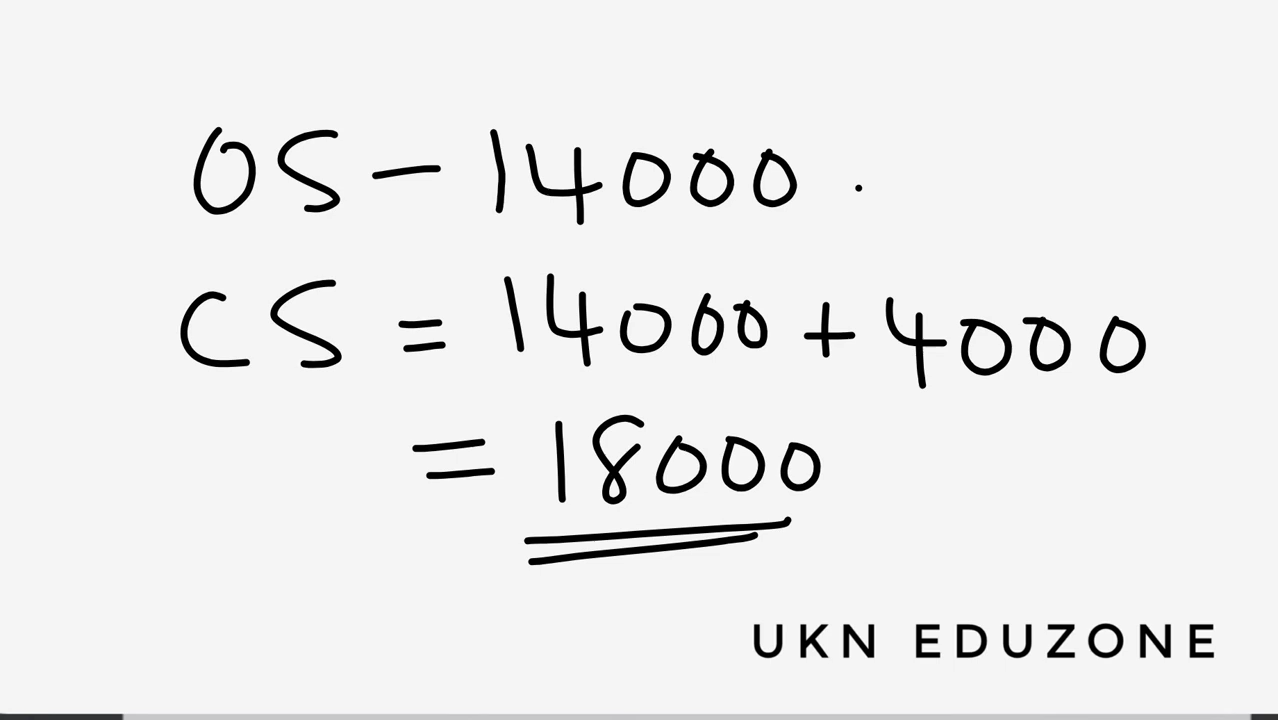 OS - 14000
CS = 14000 + 4000
= 18000
UKN EDUZONE